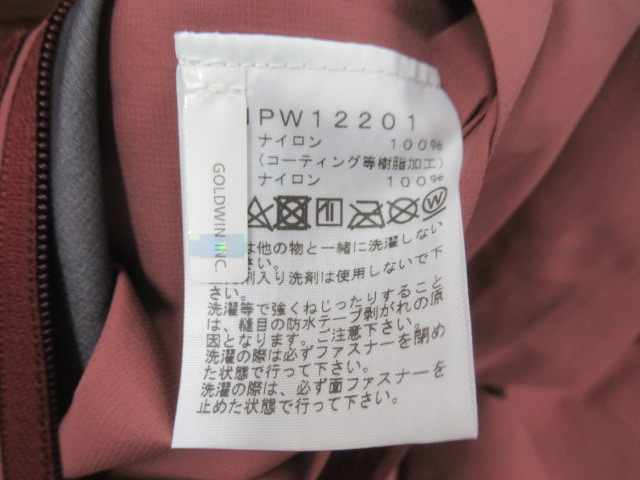 NPW12201
ナイロン 100%
(コーティング等樹脂加工)
ナイロン 100%
GOLDWIN INC.
は他の物と一緒に洗濯しない
さい。
剤入り洗剤は使用しないで下
さい。
洗濯等で強くねじったりすること
は、縫目の防水テープ剥がれの原
因となります。ご注意下さい。
洗濯の際は必ずファスナーを閉め
た状態で行って下さい。
洗濯の際は、必ず面ファスナーを
止めた状態で行って下さい。